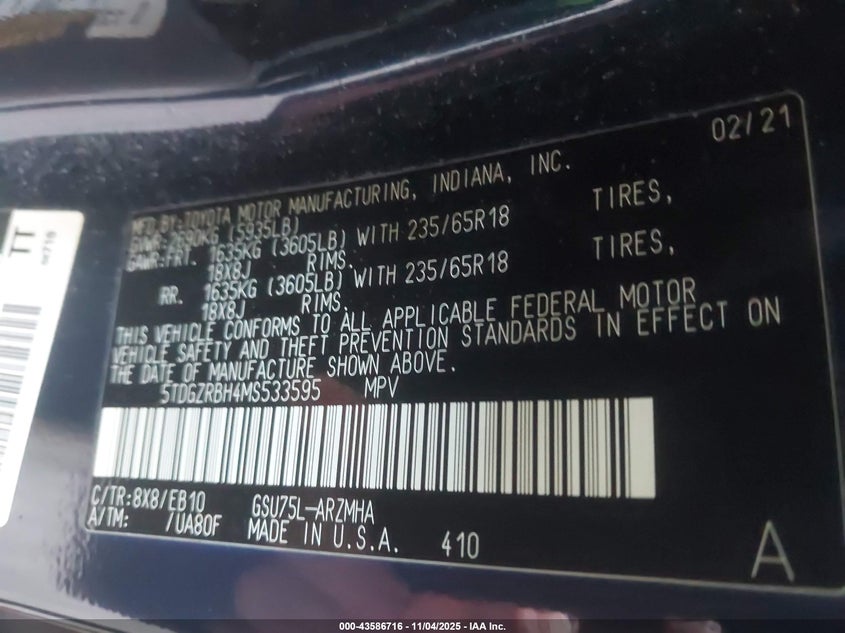 02/21
MFD.BY:TOYOTA MOTOR MANUFACTURING, INDIANA, INC.
GVWR:2690KG (5935LB)
GAWR:FRT. 1635KG (3605LB) WITH 235/65R18 TIRES,
18X8J RIMS.
RR. 1635KG (3605LB) WITH 235/65R18 TIRES,
18X8J RIMS.
THIS VEHICLE CONFORMS TO ALL APPLICABLE FEDERAL MOTOR
VEHICLE SAFETY AND THEFT PREVENTION STANDARDS IN EFFECT ON
THE DATE OF MANUFACTURE SHOWN ABOVE.
5TDGZRBH4MS533595 MPV
C/TR:8X8/EB10 GSU75L-ARZMHA
A/TM: /UA80F MADE IN U.S.A. 410
A
TT
000-43586716 - 11/04/2025 - IAA Inc.